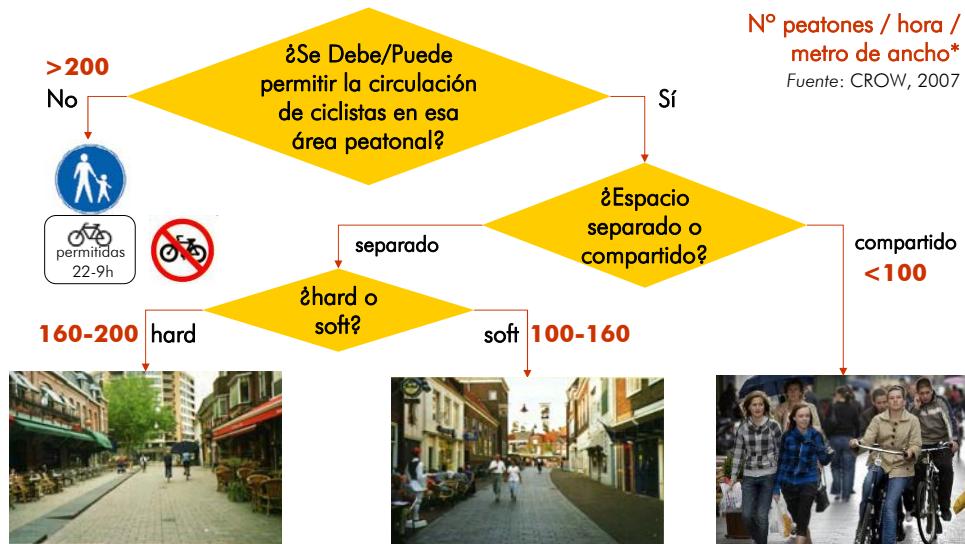 Nº peatones / hora /
metro de ancho*
Fuente: CROW, 2007
¿Se Debe/Puede
permitir la circulación
de ciclistas en esa
área peatonal?
>200
No
Sí
permitidas
22-9h
¿Espacio
separado o
compartido?
separado
compartido
<100
¿hard o
soft?
160-200 hard
soft 100-160